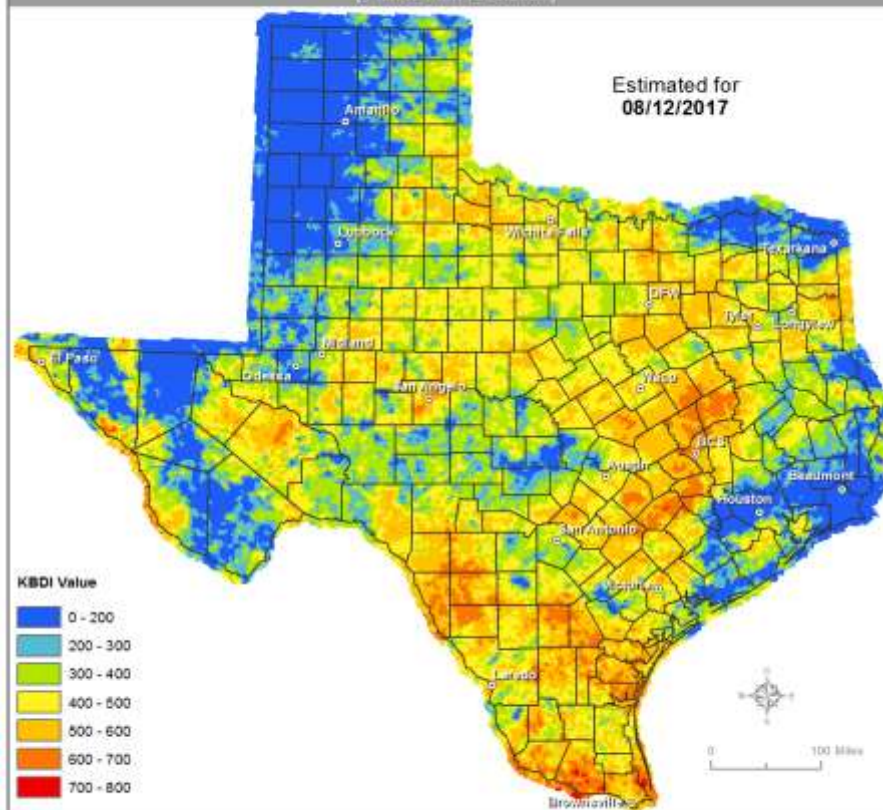 Estimated for
08/12/2017
Amarillo
Lubbock
Wichita Falls
Texarkana
DFW
Tyler
Longview
El Paso
Midland
Odessa
San Angelo
Waco
BCS
Austin
Beaumont
Houston
San Antonio
Victoria
Laredo
Brownsville
KBDI Value
0 - 200
200 - 300
300 - 400
400 - 500
500 - 600
600 - 700
700 - 800
0 100 Miles